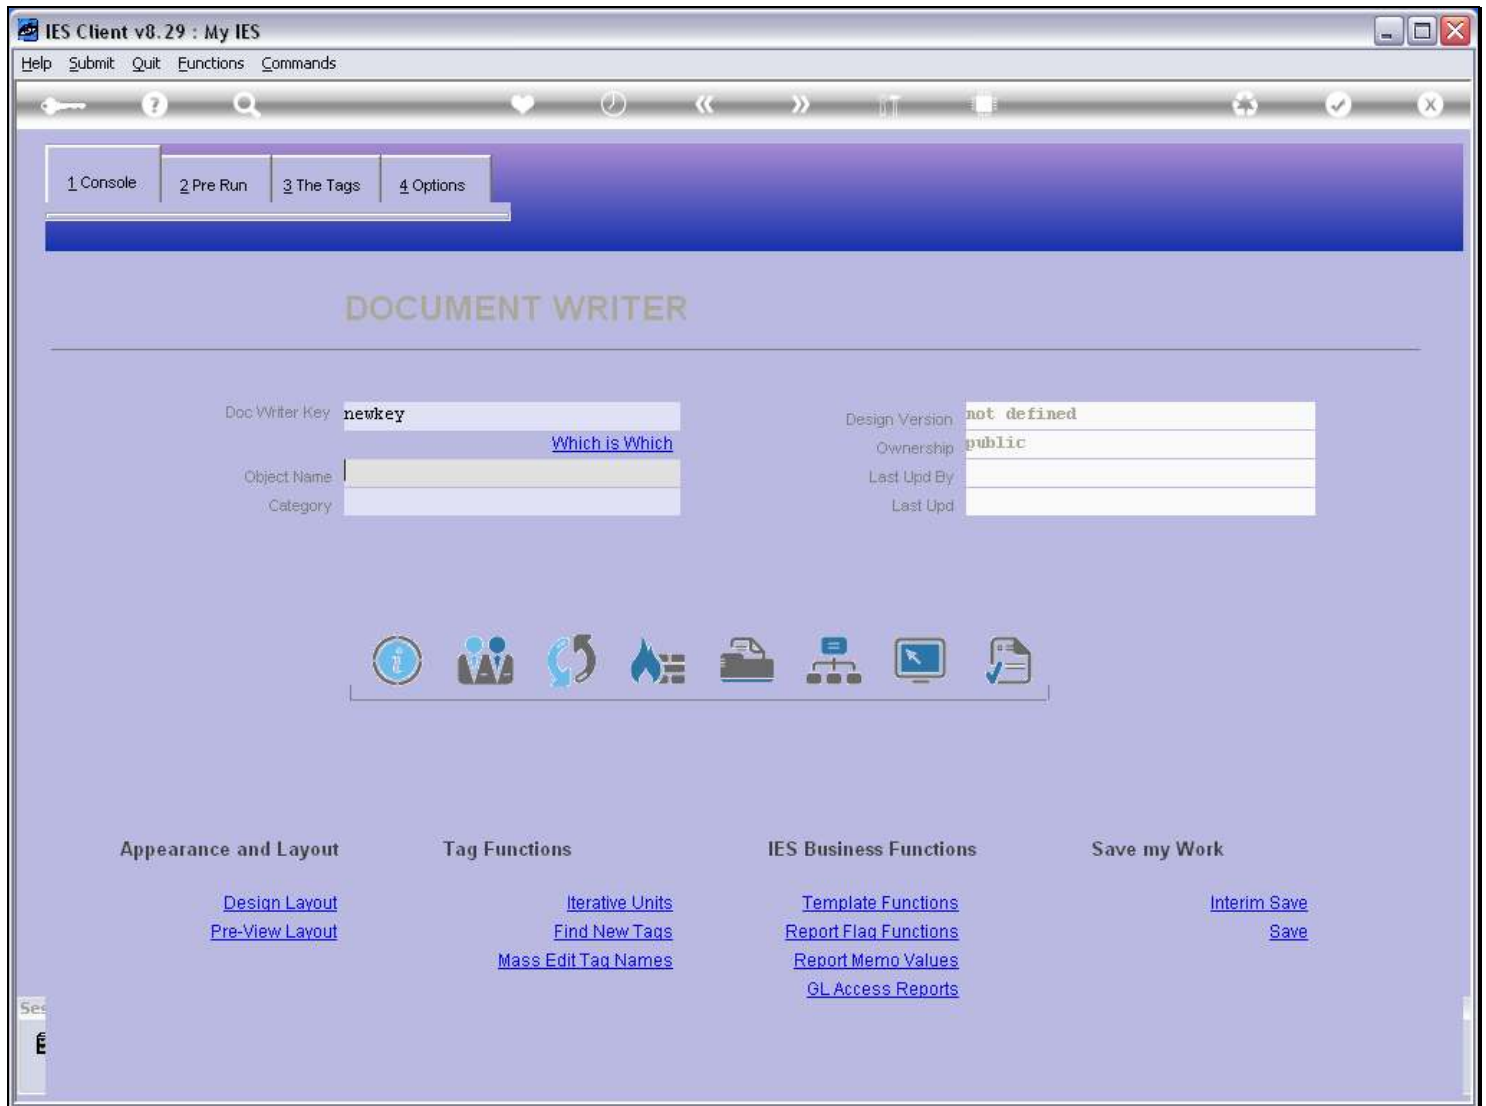 IES Client v8.29 : My IES
Help Submit Quit Functions Commands
1 Console 2 Pre Run 3 The Tags 4 Options
DOCUMENT WRITER
Doc Writer Key newkey
Which is Which
Object Name
Category
Design Version not defined
Ownership public
Last Upd By
Last Upd
Appearance and Layout
Design Layout
Pre-View Layout
Tag Functions
Iterative Units
Find New Tags
Mass Edit Tag Names
IES Business Functions
Template Functions
Report Flag Functions
Report Memo Values
GL Access Reports
Save my Work
Interim Save
Save